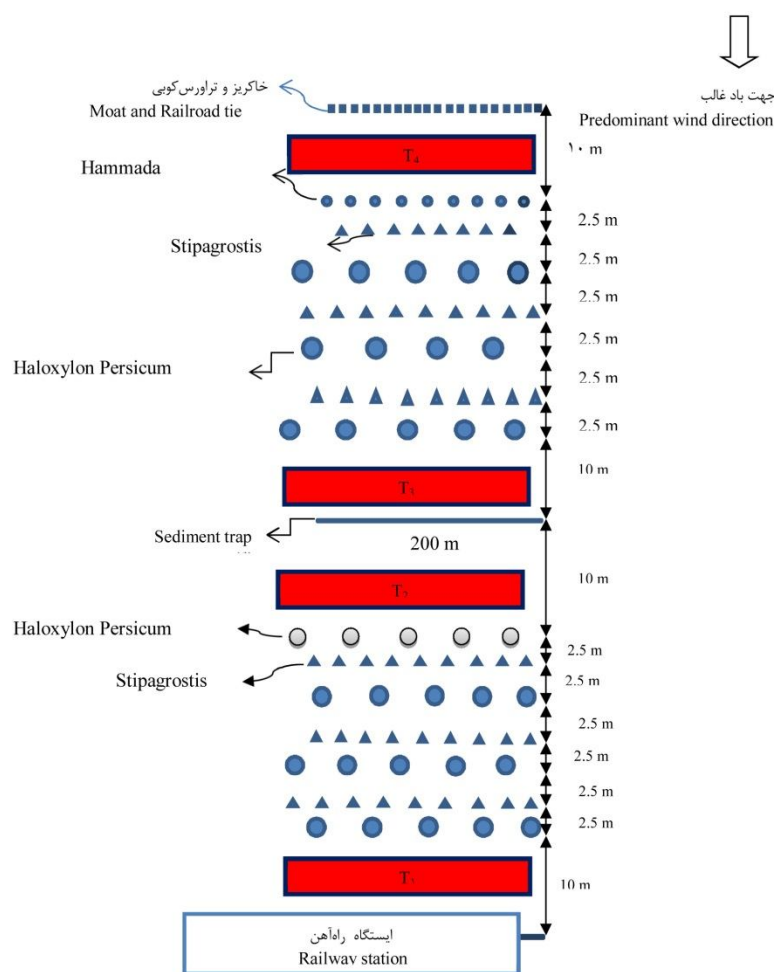 جهت باد غالب
Predominant wind direction
خاکریز و تراورس‌کوبی
Moat and Railroad tie
۱۰ m
T4
Hammada
2.5 m
Stipagrostis
2.5 m
2.5 m
2.5 m
Haloxylon Persicum
2.5 m
2.5 m
10 m
Sediment trap
200 m
10 m
T2
Haloxylon Persicum
2.5 m
Stipagrostis
2.5 m
2.5 m
2.5 m
2.5 m
2.5 m
10 m
ایستگاه راه‌آهن
Railway station